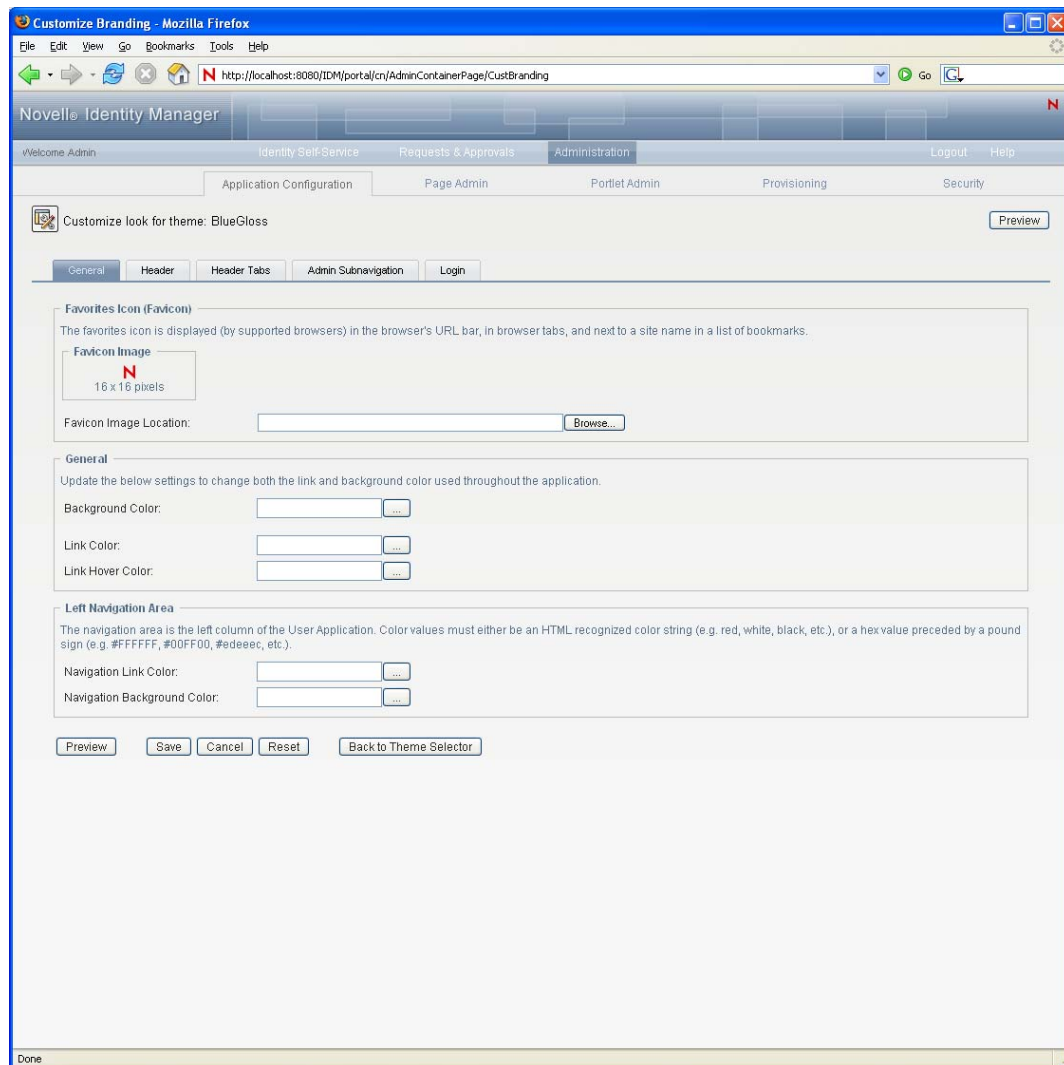 Customize Branding - Mozilla Firefox
File Edit View Go Bookmarks Tools Help
N http://localhost:8080/IDM/portal/cn/AdminContainerPage/CustBranding Go G
Novell® Identity Manager N
Welcome Admin Identity Self-Service Requests & Approvals Administration Logout Help
Application Configuration Page Admin Portlet Admin Provisioning Security
Customize look for theme: BlueGloss Preview
General Header Header Tabs Admin Subnavigation Login
Favorites Icon (Favicon)
The favorites icon is displayed (by supported browsers) in the browser's URL bar, in browser tabs, and next to a site name in a list of bookmarks.
Favicon Image
N
16 x 16 pixels
Favicon Image Location: Browse...
General
Update the below settings to change both the link and background color used throughout the application.
Background Color: ...
Link Color: ...
Link Hover Color: ...
Left Navigation Area
The navigation area is the left column of the User Application. Color values must either be an HTML recognized color string (e.g. red, white, black, etc.), or a hex value preceded by a pound
sign (e.g. #FFFFFF, #00FF00, #edeeec, etc.).
Navigation Link Color: ...
Navigation Background Color: ...
Preview Save Cancel Reset Back to Theme Selector
Done